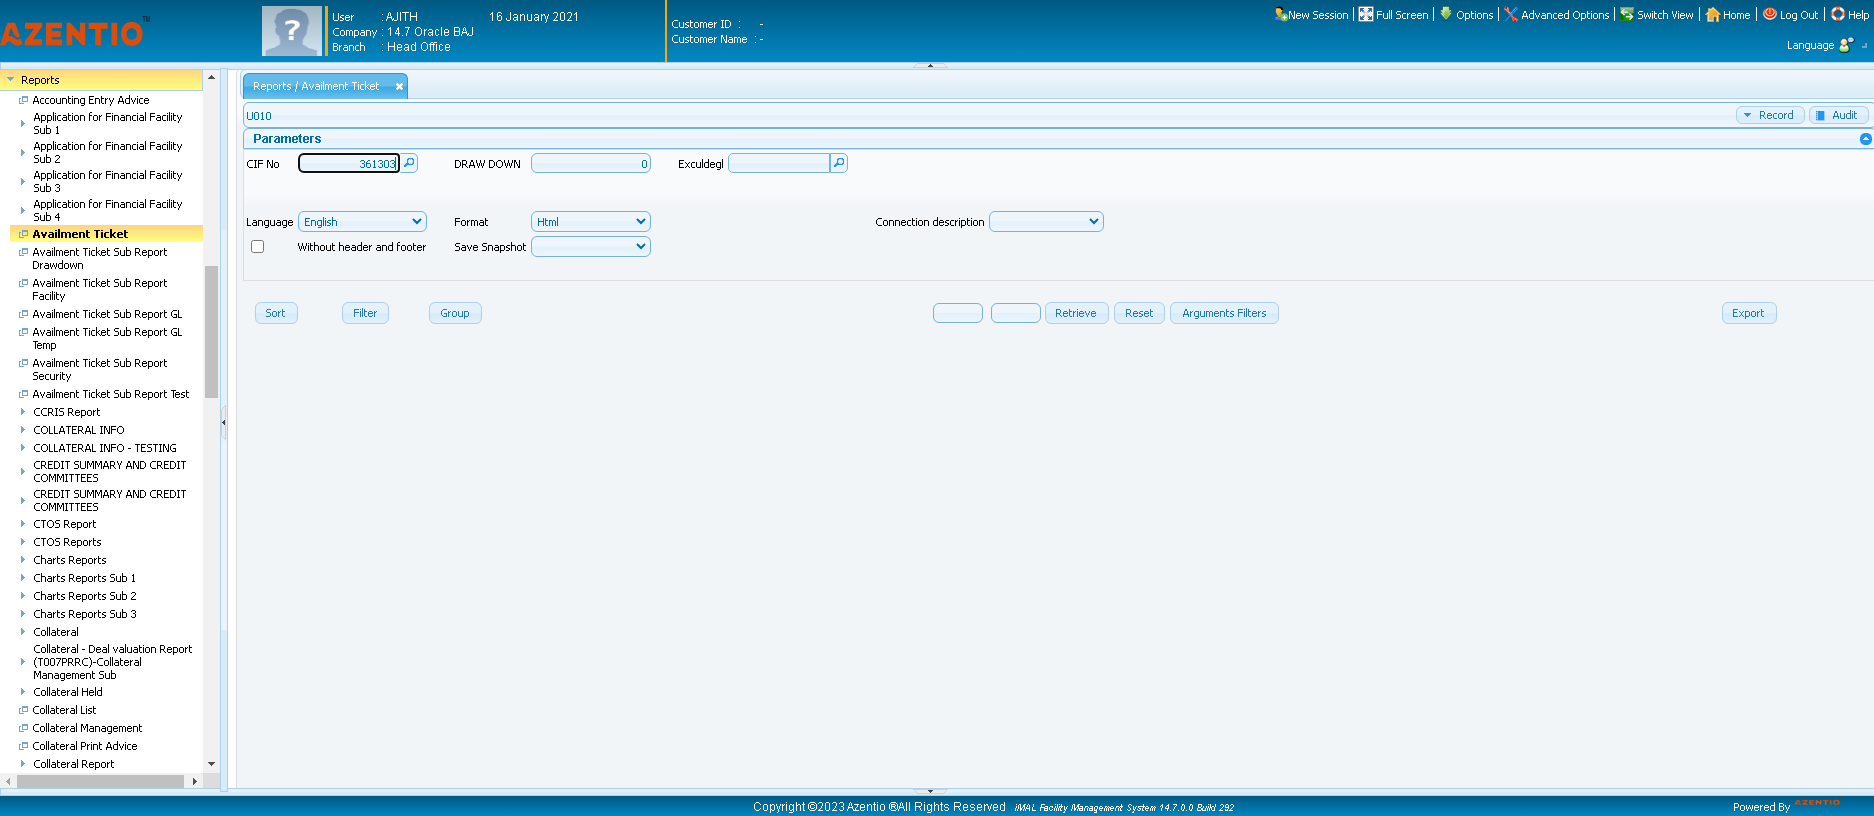 AZENTIO™
User : AJITH 16 January 2021
Company : 14.7 Oracle BAJ
Branch : Head Office
Customer ID : -
Customer Name : -
New Session
Full Screen
Options
Advanced Options
Switch View
Home
Log Out
Help
Language
Reports
Accounting Entry Advice
Application for Financial Facility
Sub 1
Application for Financial Facility
Sub 2
Application for Financial Facility
Sub 3
Application for Financial Facility
Sub 4
Availment Ticket
Availment Ticket Sub Report
Drawdown
Availment Ticket Sub Report
Facility
Availment Ticket Sub Report GL
Availment Ticket Sub Report GL
Temp
Availment Ticket Sub Report
Security
Availment Ticket Sub Report Test
CCRIS Report
COLLATERAL INFO
COLLATERAL INFO - TESTING
CREDIT SUMMARY AND CREDIT
COMMITTEES
CREDIT SUMMARY AND CREDIT
COMMITTEES
CTOS Report
CTOS Reports
Charts Reports
Charts Reports Sub 1
Charts Reports Sub 2
Charts Reports Sub 3
Collateral
Collateral - Deal valuation Report
(T007PRRC)-Collateral
Management Sub
Collateral Held
Collateral List
Collateral Management
Collateral Print Advice
Collateral Report
Reports / Availment Ticket
U010
Record
Audit
Parameters
CIF No 361303 DRAW DOWN 0 Exculdegl
Language English Format Html Connection description
Without header and footer Save Snapshot
Sort Filter Group Retrieve Reset Arguments Filters Export
Copyright ©2023 Azentio ®All Rights Reserved iMAL Facility Management System 14.7.0.0 Build 292
Powered By AZENTIO